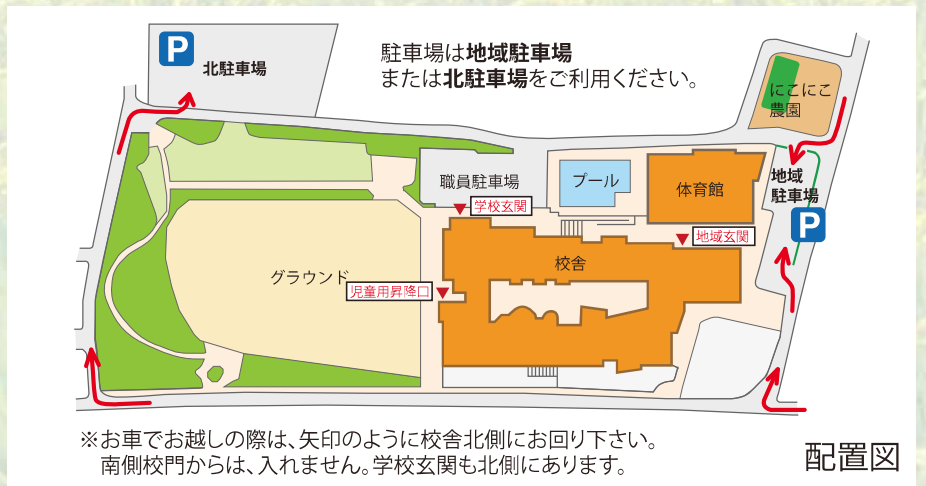 P
北駐車場
駐車場は地域駐車場
または北駐車場をご利用ください。
にこにこ
農園
職員駐車場
プール
体育館
地域
駐車場
P
学校玄関
地域玄関
校舎
グラウンド
児童用昇降口
※お車でお越しの際は、矢印のように校舎北側にお回り下さい。
南側校門からは、入れません。学校玄関も北側にあります。
配置図